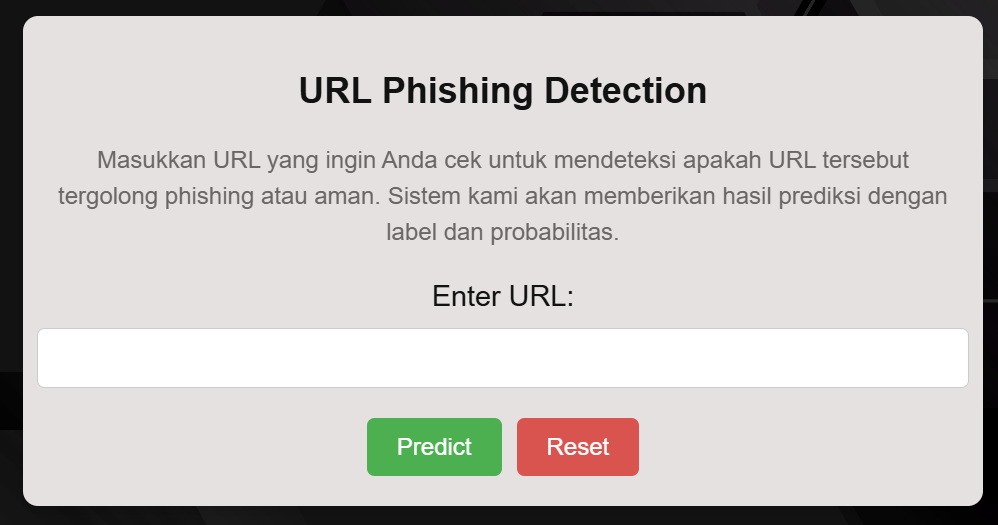 URL Phishing Detection
Masukkan URL yang ingin Anda cek untuk mendeteksi apakah URL tersebut
tergolong phishing atau aman. Sistem kami akan memberikan hasil prediksi dengan
label dan probabilitas.
Enter URL:
Predict
Reset